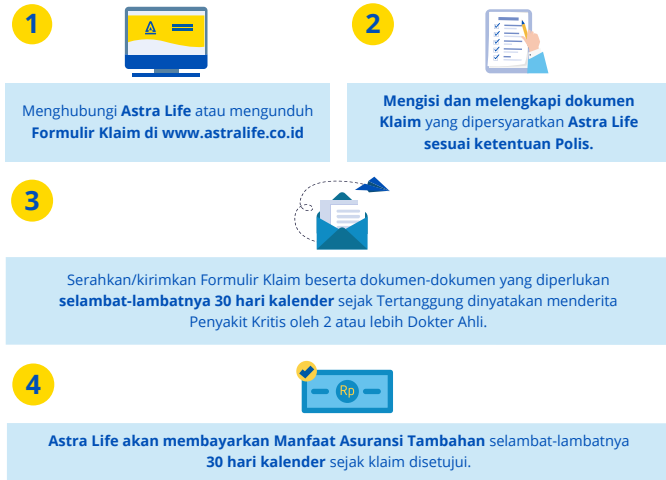 1
2
Menghubungi Astra Life atau mengunduh
Formulir Klaim di www.astralife.co.id
Mengisi dan melengkapi dokumen
Klaim yang dipersyaratkan Astra Life
sesuai ketentuan Polis.
3
Serahkan/kirimkan Formulir Klaim beserta dokumen-dokumen yang diperlukan
selambat-lambatnya 30 hari kalender sejak Tertanggung dinyatakan menderita
Penyakit Kritis oleh 2 atau lebih Dokter Ahli.
4
Rp
Astra Life akan membayarkan Manfaat Asuransi Tambahan selambat-lambatnya
30 hari kalender sejak klaim disetujui.